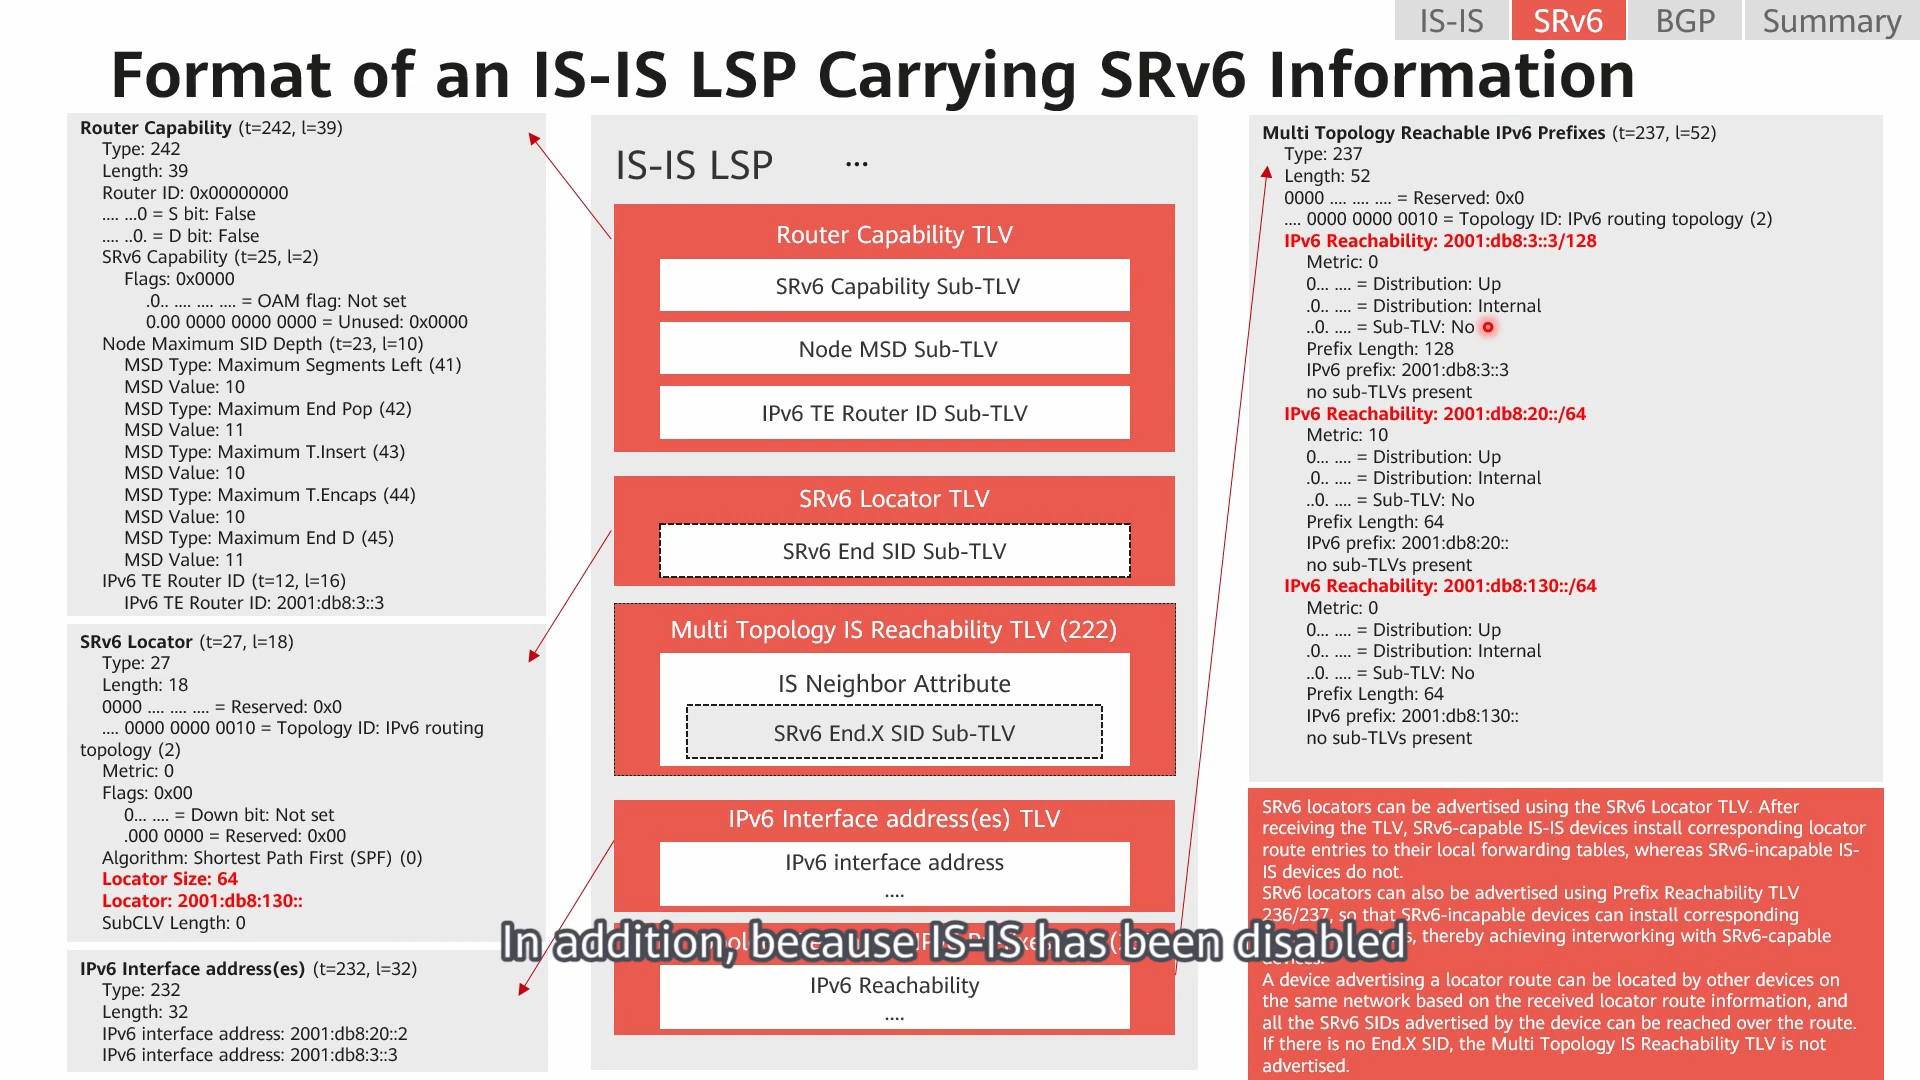 IS-IS
SRv6
BGP
Summary
Format of an IS-IS LSP Carrying SRv6 Information
Router Capability (t=242, l=39)
Type: 242
Length: 39
Router ID: 0x00000000
.... ...0 = S bit: False
.... ..0. = D bit: False
SRv6 Capability (t=25, l=2)
Flags: 0x0000
.0.. .... .... .... = OAM flag: Not set
0.00 0000 0000 0000 = Unused: 0x0000
Node Maximum SID Depth (t=23, l=10)
MSD Type: Maximum Segments Left (41)
MSD Value: 10
MSD Type: Maximum End Pop (42)
MSD Value: 11
MSD Type: Maximum T.Insert (43)
MSD Value: 10
MSD Type: Maximum T.Encaps (44)
MSD Value: 10
MSD Type: Maximum End D (45)
MSD Value: 11
IPv6 TE Router ID (t=12, l=16)
IPv6 TE Router ID: 2001:db8:3::3
SRv6 Locator (t=27, l=18)
Type: 27
Length: 18
0000 .... .... .... = Reserved: 0x0
.... 0000 0000 0010 = Topology ID: IPv6 routing
topology (2)
Metric: 0
Flags: 0x00
0... .... = Down bit: Not set
.000 0000 = Reserved: 0x00
Algorithm: Shortest Path First (SPF) (0)
Locator Size: 64
Locator: 2001:db8:130::
SubCLV Length: 0
IPv6 Interface address(es) (t=232, l=32)
Type: 232
Length: 32
IPv6 interface address: 2001:db8:20::2
IPv6 interface address: 2001:db8:3::3
IS-IS LSP ...
Router Capability TLV
SRv6 Capability Sub-TLV
Node MSD Sub-TLV
IPv6 TE Router ID Sub-TLV
SRv6 Locator TLV
SRv6 End SID Sub-TLV
Multi Topology IS Reachability TLV (222)
IS Neighbor Attribute
SRv6 End.X SID Sub-TLV
IPv6 Interface address(es) TLV
IPv6 interface address
....
In addition, because IS-IS has been disabled
IPv6 Reachability
....
Multi Topology Reachable IPv6 Prefixes (t=237, l=52)
Type: 237
Length: 52
0000 .... .... .... = Reserved: 0x0
.... 0000 0000 0010 = Topology ID: IPv6 routing topology (2)
IPv6 Reachability: 2001:db8:3::3/128
Metric: 0
0... .... = Distribution: Up
.0.. .... = Distribution: Internal
..0. .... = Sub-TLV: No
Prefix Length: 128
IPv6 prefix: 2001:db8:3::3
no sub-TLVs present
IPv6 Reachability: 2001:db8:20::/64
Metric: 10
0... .... = Distribution: Up
.0.. .... = Distribution: Internal
..0. .... = Sub-TLV: No
Prefix Length: 64
IPv6 prefix: 2001:db8:20::
no sub-TLVs present
IPv6 Reachability: 2001:db8:130::/64
Metric: 0
0... .... = Distribution: Up
.0.. .... = Distribution: Internal
..0. .... = Sub-TLV: No
Prefix Length: 64
IPv6 prefix: 2001:db8:130::
no sub-TLVs present
SRv6 locators can be advertised using the SRv6 Locator TLV. After
receiving the TLV, SRv6-capable IS-IS devices install corresponding locator
route entries to their local forwarding tables, whereas SRv6-incapable IS-
IS devices do not.
SRv6 locators can also be advertised using Prefix Reachability TLV
236/237, so that SRv6-incapable devices can install corresponding
thereby achieving interworking with SRv6-capable
devices.
A device advertising a locator route can be located by other devices on
the same network based on the received locator route information, and
all the SRv6 SIDs advertised by the device can be reached over the route.
If there is no End.X SID, the Multi Topology IS Reachability TLV is not
advertised.